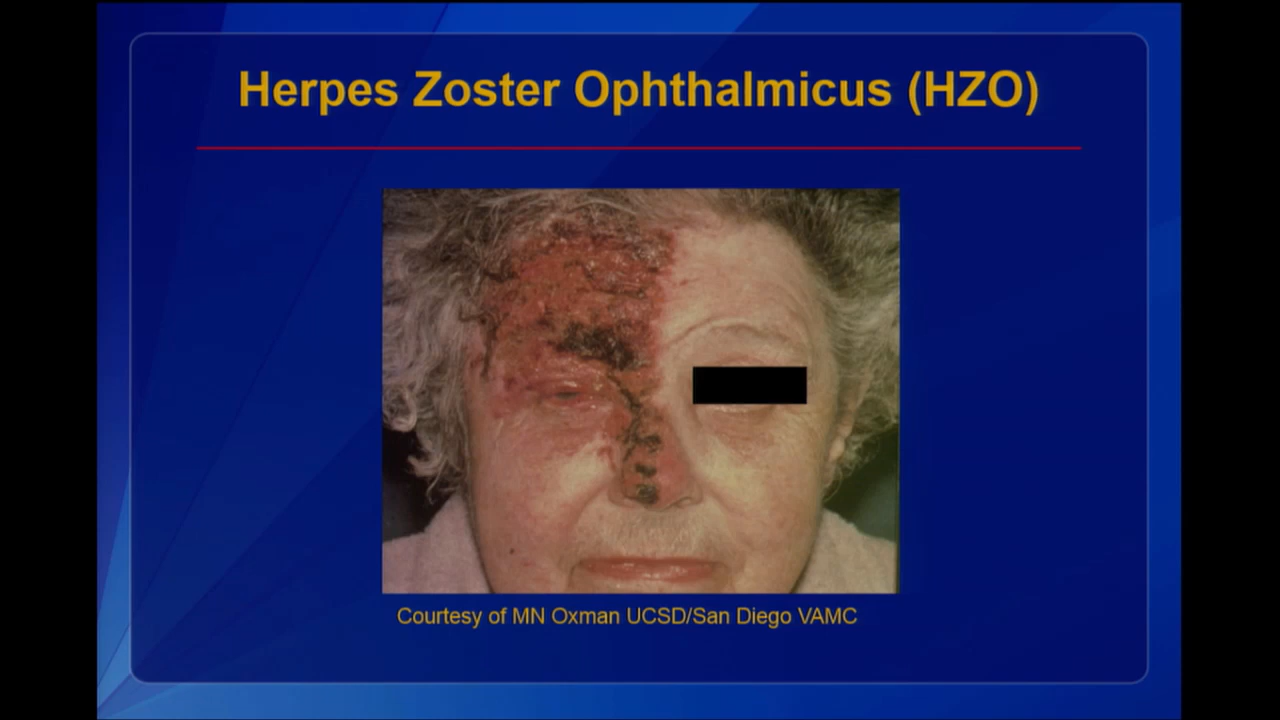 Herpes Zoster Ophthalmicus (HZO)
Courtesy of MN Oxman UCSD/San Diego VAMC